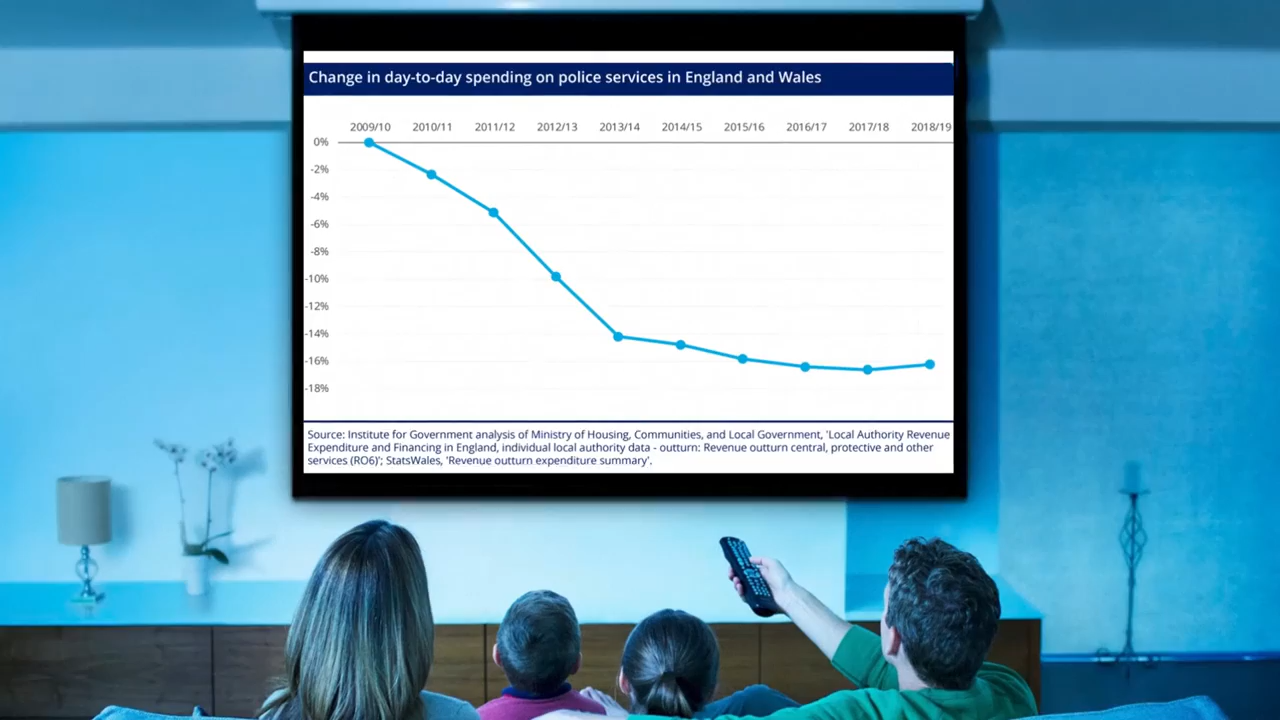 Change in day-to-day spending on police services in England and Wales
2009/10 2010/11 2011/12 2012/13 2013/14 2014/15 2015/16 2016/17 2017/18 2018/19
0%
-2%
-4%
-6%
-8%
-10%
-12%
-14%
-16%
-18%
Source: Institute for Government analysis of Ministry of Housing, Communities, and Local Government, 'Local Authority Revenue
Expenditure and Financing in England, individual local authority data - outturn: Revenue outturn central, protective and other
services (RO6)'; StatsWales, 'Revenue outturn expenditure summary'.